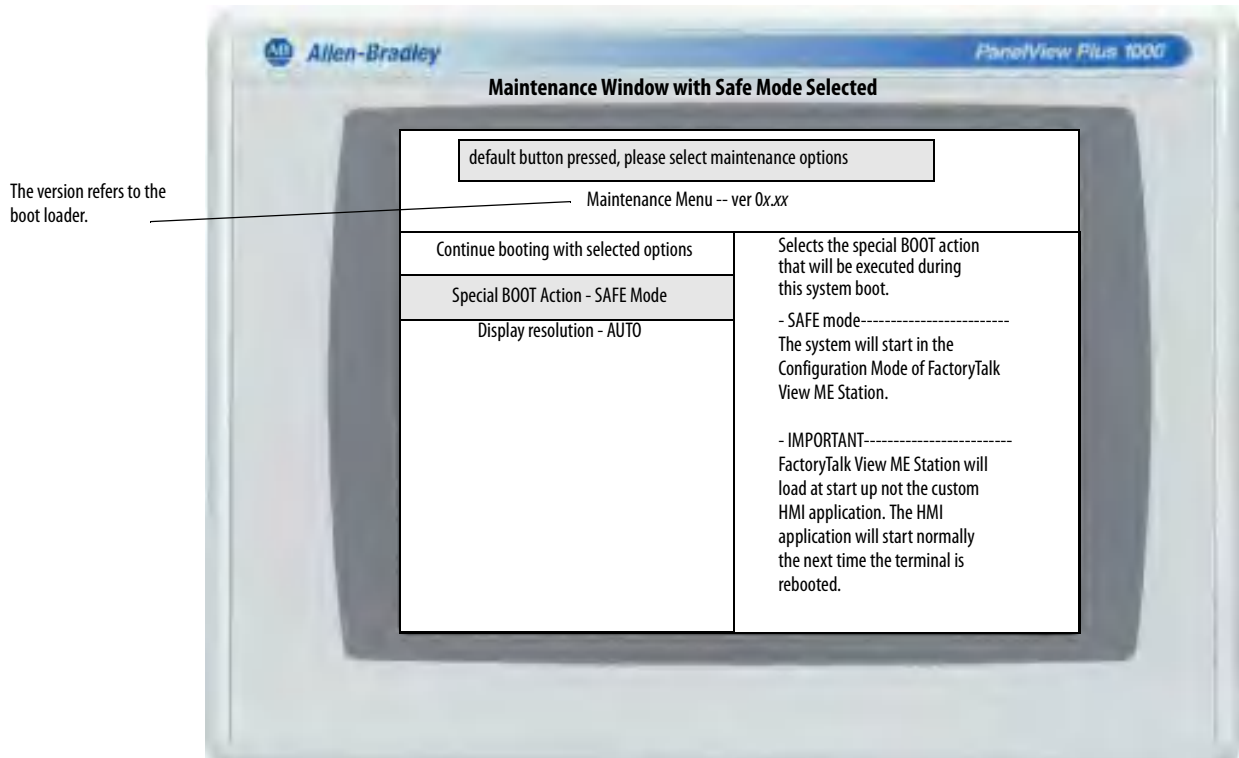 Allen-Bradley
PanelView Plus 1000
Maintenance Window with Safe Mode Selected
default button pressed, please select maintenance options
Maintenance Menu -- ver 0x.xx
The version refers to the
boot loader.
Continue booting with selected options
Special BOOT Action - SAFE Mode
Display resolution - AUTO
Selects the special BOOT action
that will be executed during
this system boot.
- SAFE mode-------------------------
The system will start in the
Configuration Mode of FactoryTalk
View ME Station.
- IMPORTANT-------------------------
FactoryTalk View ME Station will
load at start up not the custom
HMI application. The HMI
application will start normally
the next time the terminal is
rebooted.